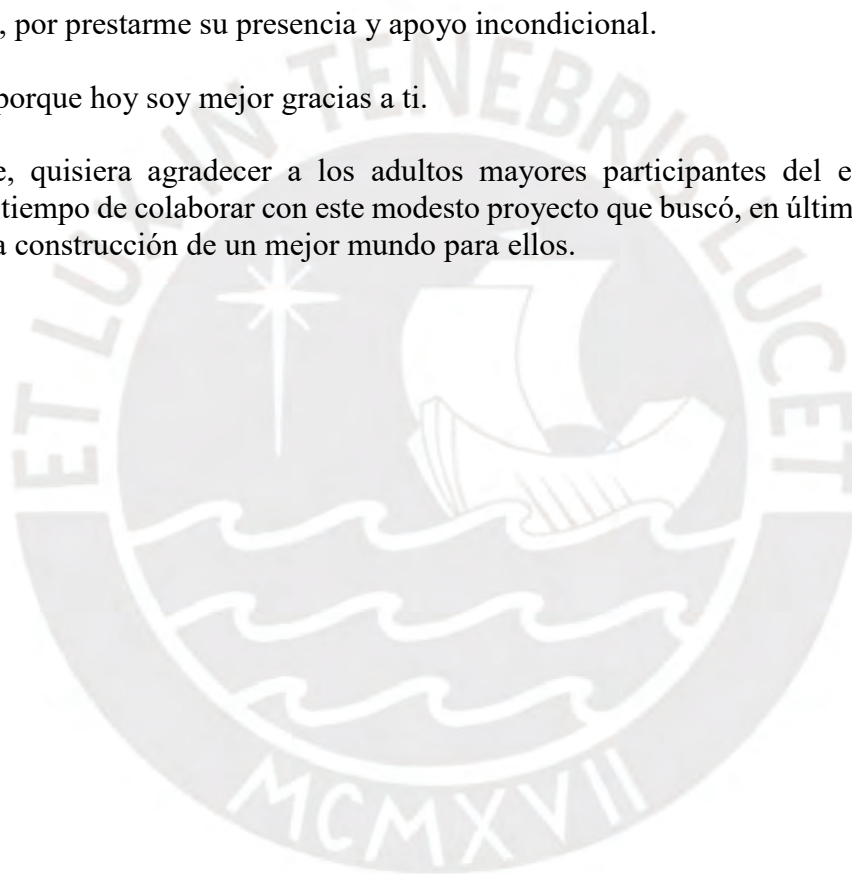 , por prestarme su presencia y apoyo incondicional.
porque hoy soy mejor gracias a ti.
e, quisiera agradecer a los adultos mayores participantes del e
tiempo de colaborar con este modesto proyecto que buscó, en últim
a construcción de un mejor mundo para ellos.
ET LUX IN TENEBRIS LUCET
MCMXVII